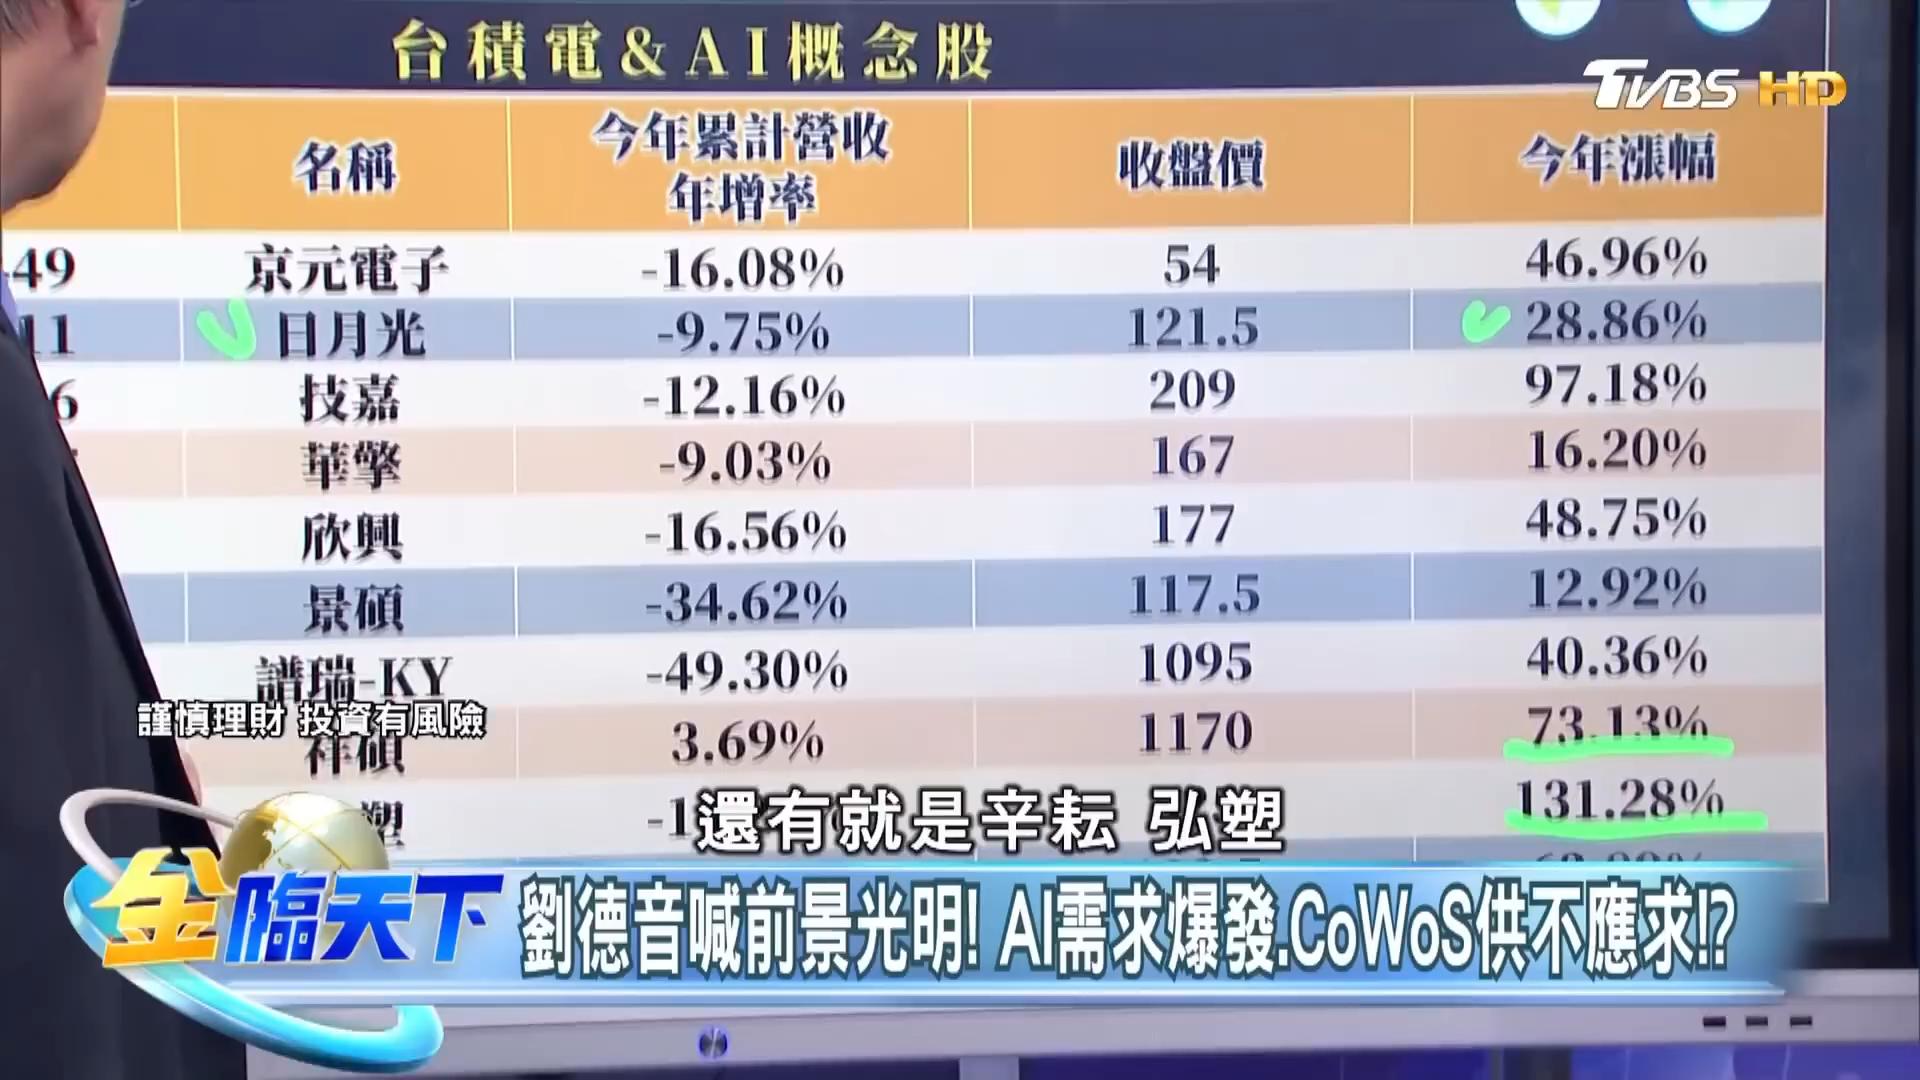 台積電&AI概念股
TVBS HD
名稱 今年累計營收年增率 收盤價 今年漲幅
49 京元電子 -16.08% 54 46.96%
11 日月光 -9.75% 121.5 28.86%
6 技嘉 -12.16% 209 97.18%
華擎 -9.03% 167 16.20%
欣興 -16.56% 177 48.75%
景碩 -34.62% 117.5 12.92%
譜瑞-KY -49.30% 1095 40.36%
謹慎理財 投資有風險
祥碩 3.69% 1170 73.13%
塑 131.28%
還有就是辛耘 弘塑
金臨天下
劉德音喊前景光明! AI需求爆發.CoWoS供不應求!?